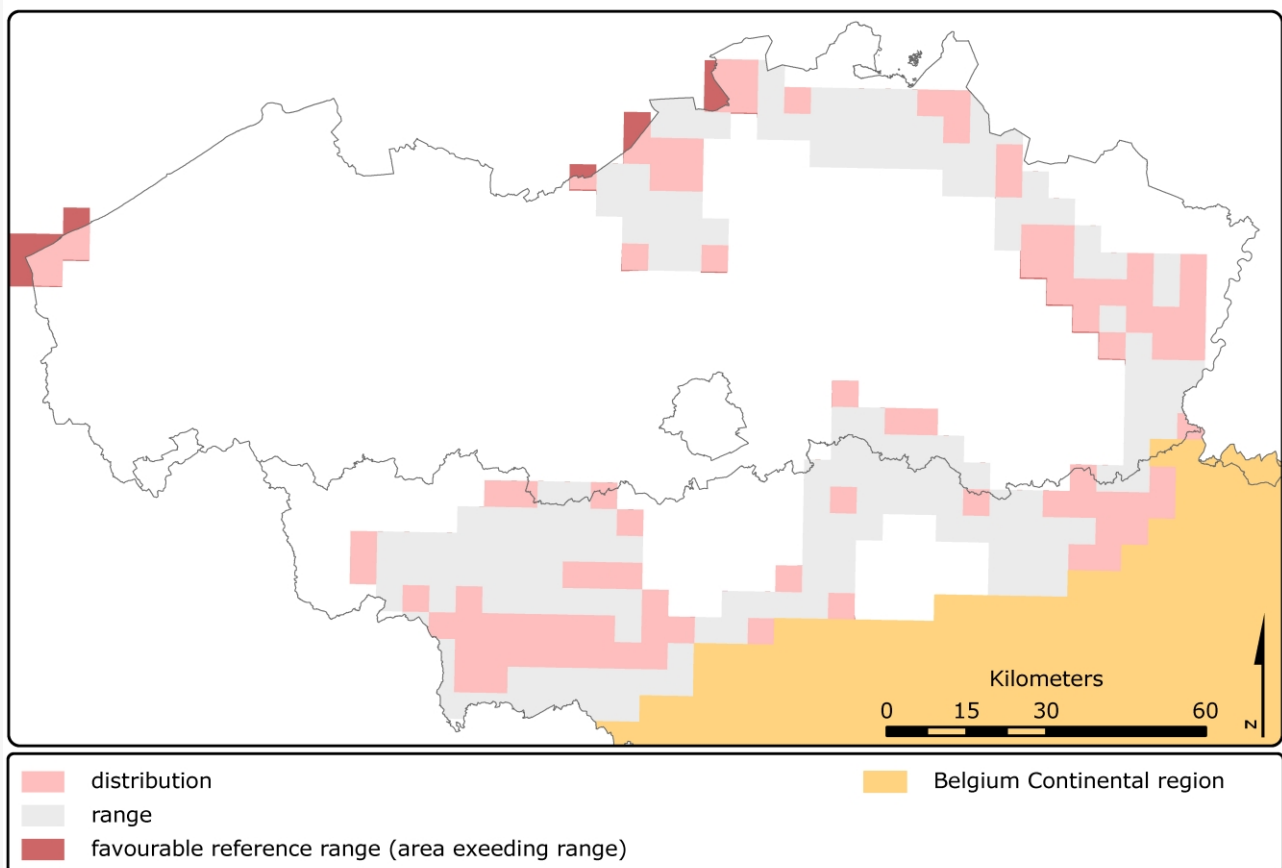 Kilometers
0 15 30 60
N
distribution
range
favourable reference range (area exeeding range)
Belgium Continental region